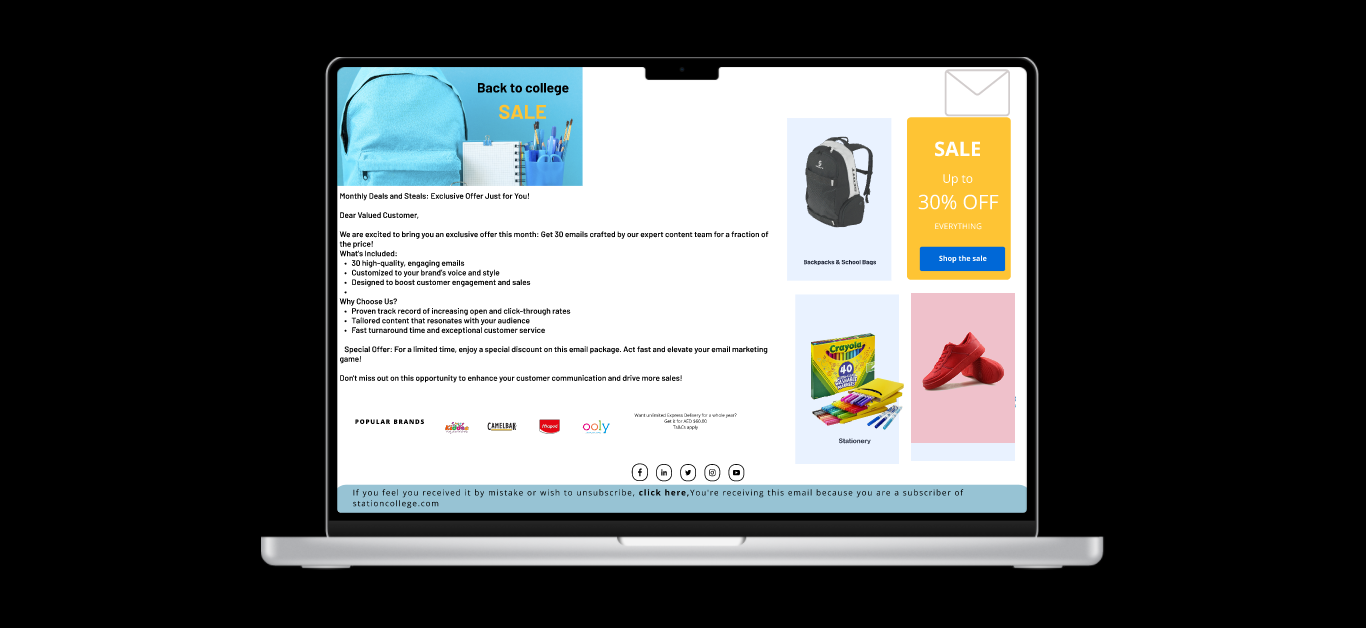 Back to college
SALE
Monthly Deals and Steals: Exclusive Offer Just for You!
Dear Valued Customer,
We are excited to bring you an exclusive offer this month: Get 30 emails crafted by our expert content team for a fraction of
the price!
What's Included:
• 30 high-quality, engaging emails
• Customized to your brand's voice and style
• Designed to boost customer engagement and sales
•
Why Choose Us?
• Proven track record of increasing open and click-through rates
• Tailored content that resonates with your audience
• Fast turnaround time and exceptional customer service
Special Offer: For a limited time, enjoy a special discount on this email package. Act fast and elevate your email marketing
game!
Don't miss out on this opportunity to enhance your customer communication and drive more sales!
Backpacks & School Bags
SALE
Up to
30% OFF
EVERYTHING
Shop the sale
Crayola
40
Stationery
POPULAR BRANDS
CAMELBAK
Maped
ooly
Want unlimited Express Delivery for a whole year?
Get it for AED $60.00
Ts&Cs apply
If you feel you received it by mistake or wish to unsubscribe, click here,You're receiving this email because you are a subscriber of
stationcollege.com